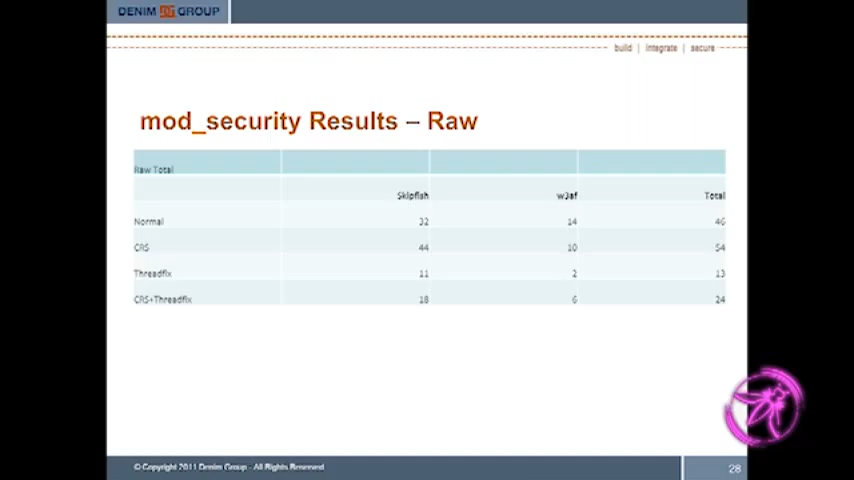 DENIM GROUP
build | integrate | secure
mod_security Results – Raw
Raw Total
Skipfish w3af Total
Normal 32 14 46
CRS 44 10 54
Threadfix 11 2 13
CRS+Threadfix 18 6 24
© Copyright 2011 Denim Group - All Rights Reserved
28